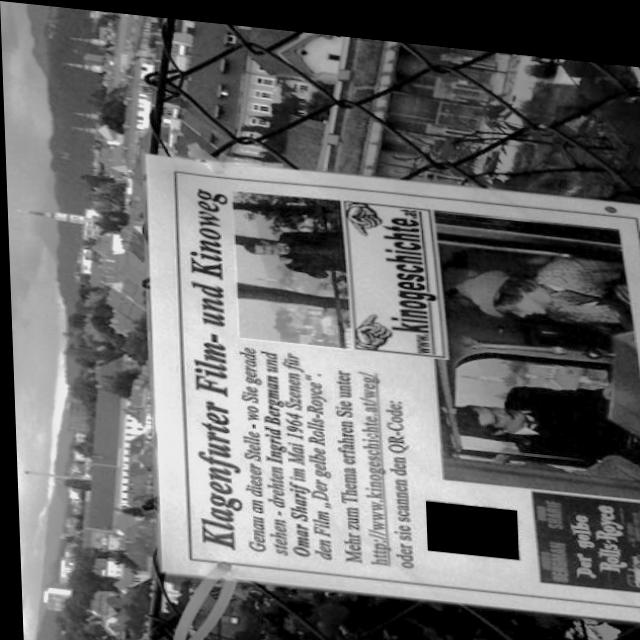 Klagenfurter Film- und Kinoweg
Genau an dieser Stelle - wo Sie gerade
stehen - drehten Ingrid Bergman und
Omar Sharif im Mai 1964 Szenen für
den Film „Der gelbe Rolls-Royce".
Mehr zum Thema erfahren Sie unter
http://www.kinogeschichte.at/weg/
oder sie scannen den QR-Code:
www.kinogeschichte.at
Der gelbe
Rolls-Royce